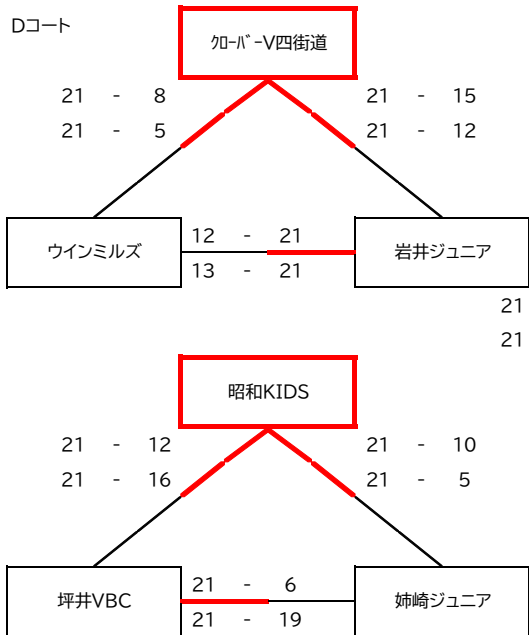 Dコート
クローバーV四街道
21 - 8
21 - 15
21 - 5
21 - 12
ウインミルズ
12 - 21
13 - 21
岩井ジュニア
21
21
昭和KIDS
21 - 12
21 - 10
21 - 16
21 - 5
坪井VBC
21 - 6
21 - 19
姉崎ジュニア